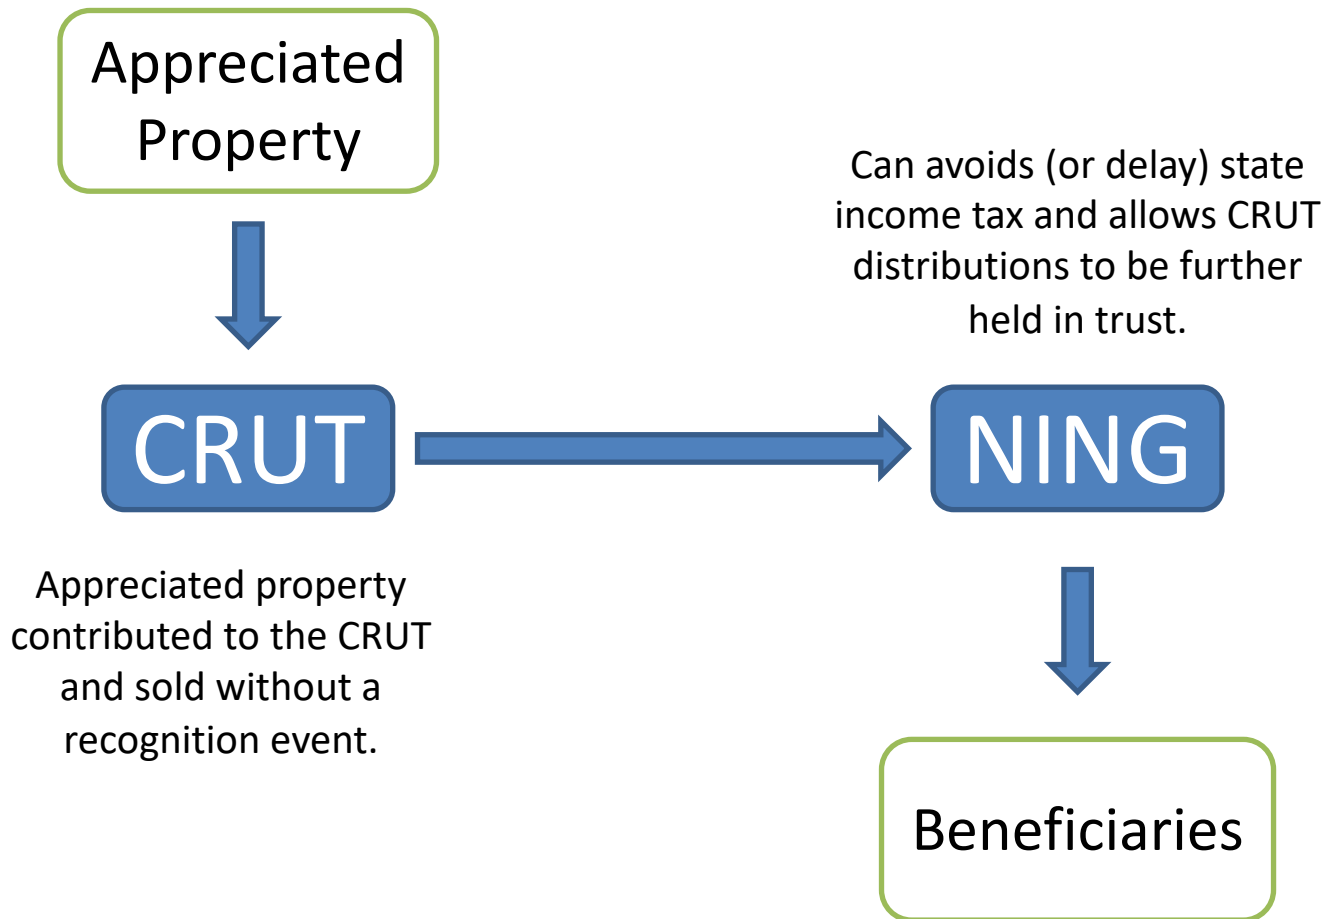 Appreciated
Property
Can avoids (or delay) state
income tax and allows CRUT
distributions to be further
held in trust.
CRUT
NING
Appreciated property
contributed to the CRUT
and sold without a
recognition event.
Beneficiaries